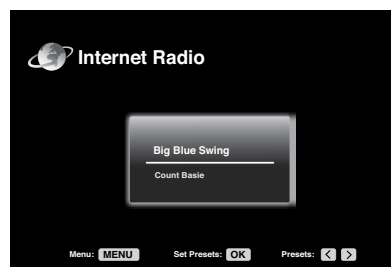 Internet Radio
Big Blue Swing
Count Basie
Menu: MENU Set Presets: OK Presets: < >